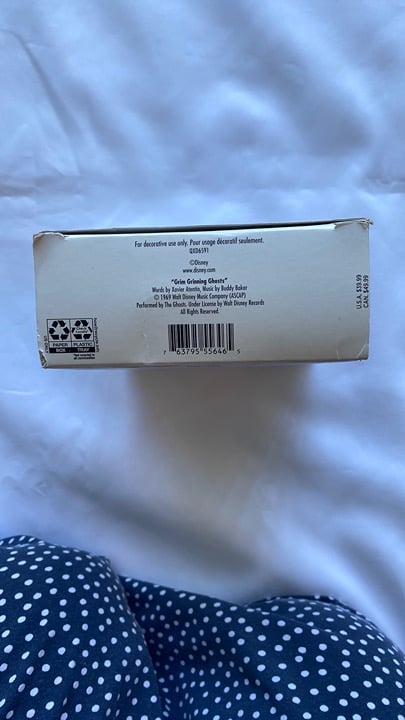 For decorative use only. Pour usage décoratif seulement.
QXD6591
©Disney
www.disney.com
"Grim Grinning Ghosts"
Words by Xavier Atencio, Music by Buddy Baker
© 1969 Walt Disney Music Company (ASCAP)
Performed by The Ghosts. Under License by Walt Disney Records
All Rights Reserved.
7 63795 55646 5
PAPER
BOX
PLASTIC
TRAY
U.S.A. $39.99
CAN. $49.99